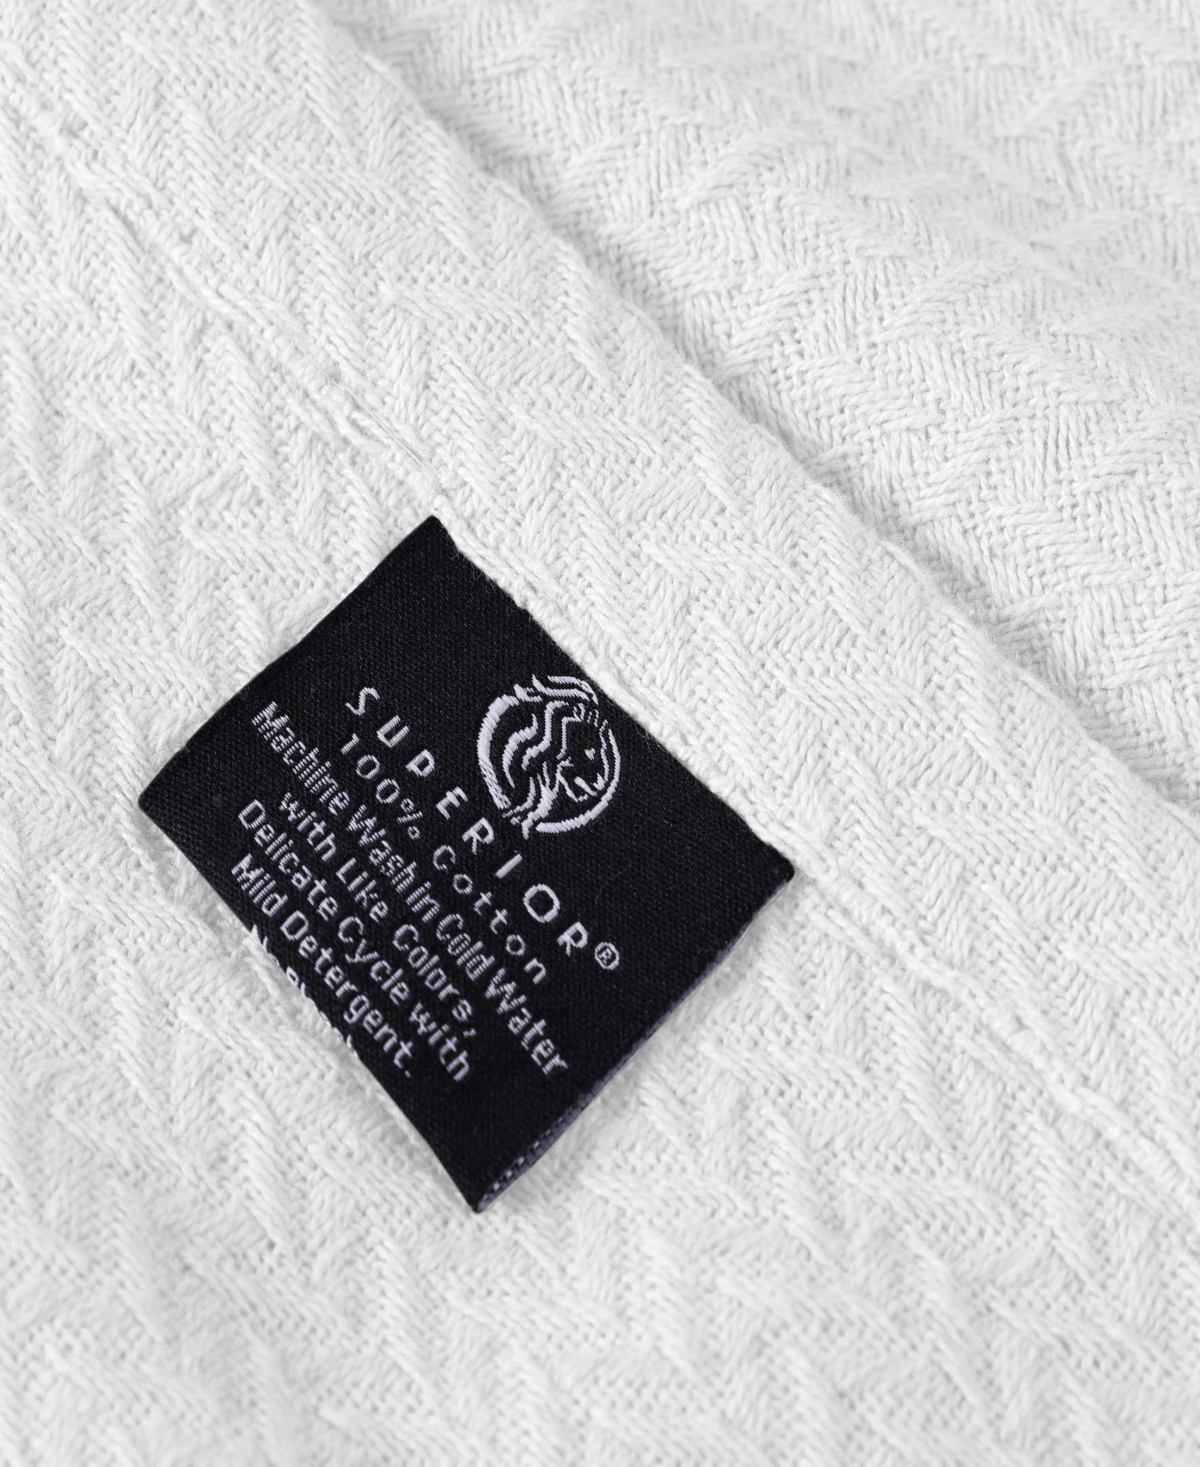 SUPERIOR®
100% Cotton
Machine Wash in Cold Water
with Like Colors,
Delicate Cycle with
Mild Detergent.